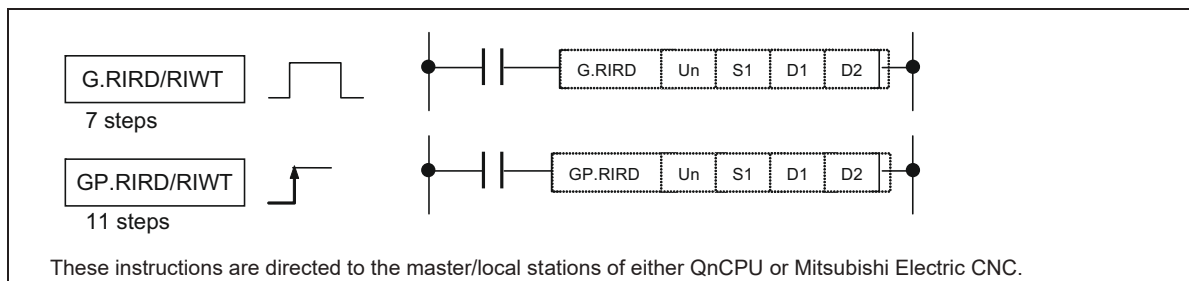 G.RIRD/RIWT
7 steps
G.RIRD Un S1 D1 D2
GP.RIRD/RIWT
11 steps
GP.RIRD Un S1 D1 D2
These instructions are directed to the master/local stations of either QnCPU or Mitsubishi Electric CNC.